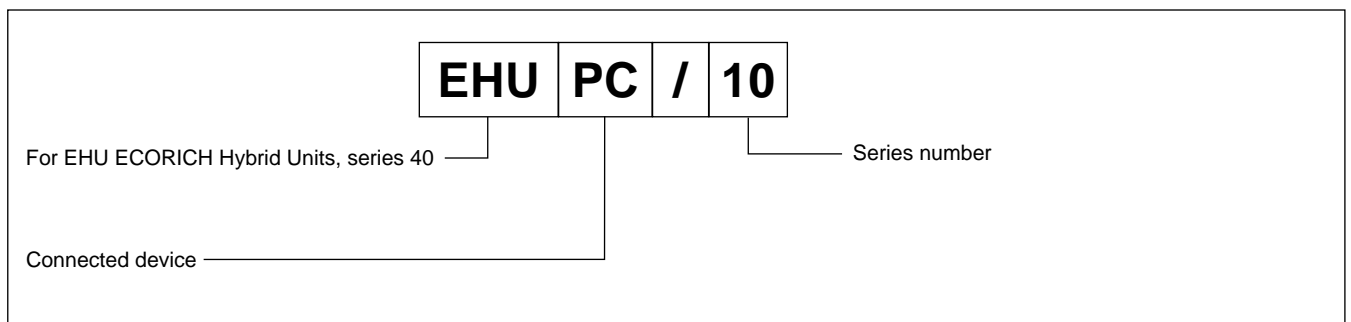 EHU PC / 10
For EHU ECORICH Hybrid Units, series 40
Series number
Connected device